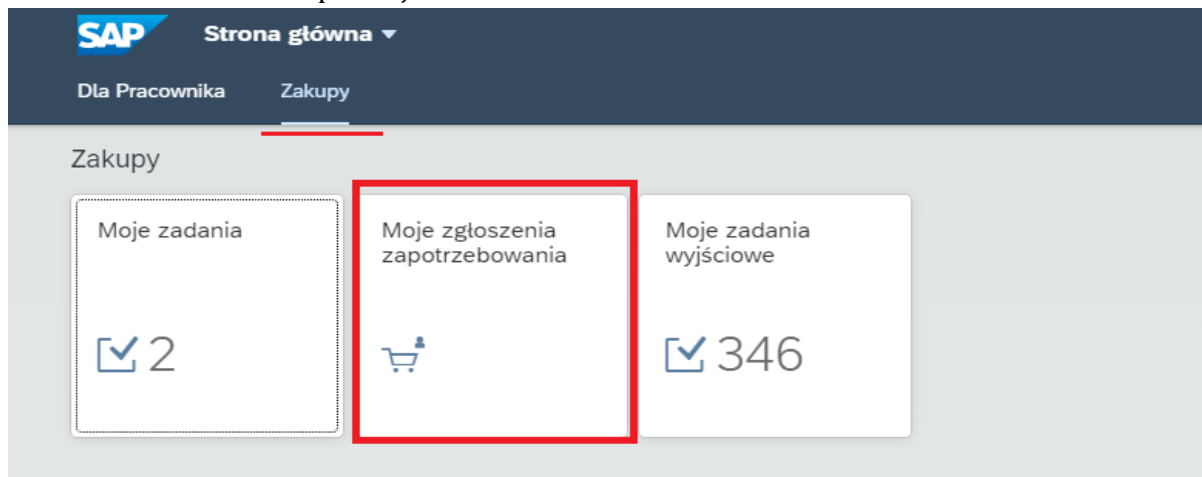 SAP Strona główna
Dla Pracownika Zakupy
Zakupy
Moje zadania
2
Moje zgłoszenia
zapotrzebowania
Moje zadania
wyjściowe
346